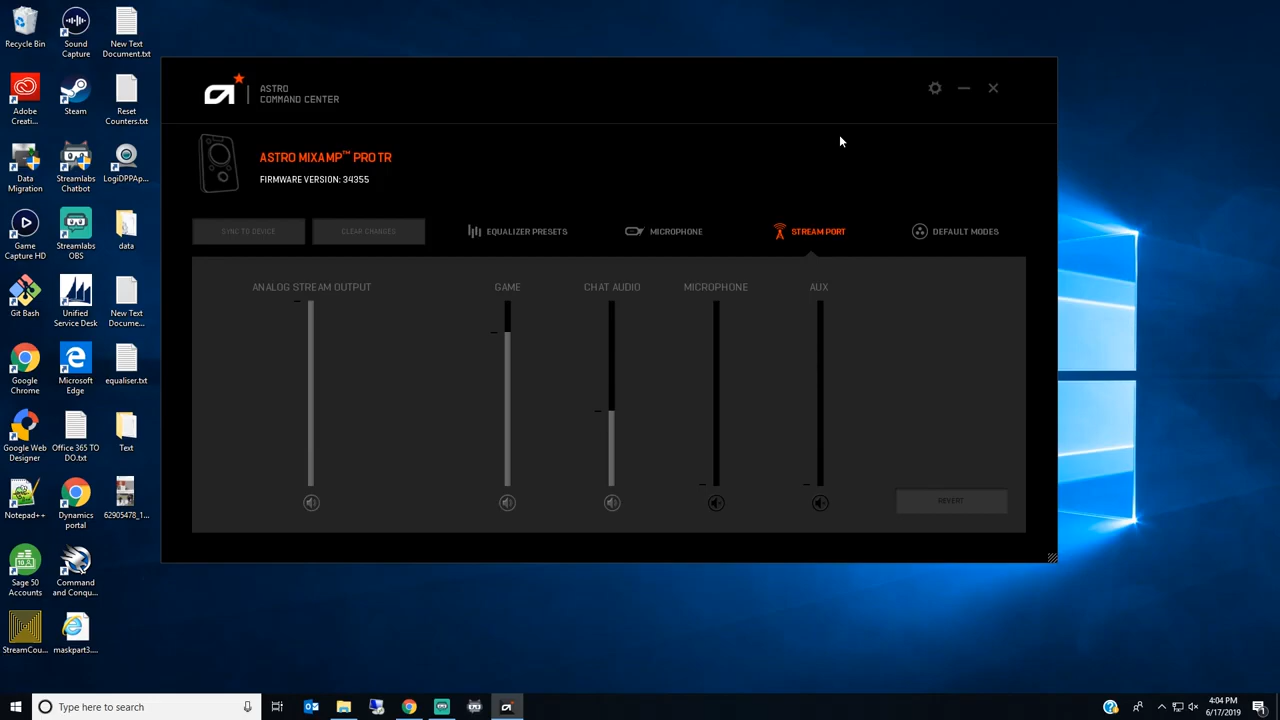 Recycle Bin
Sound
Capture
New Text
Document.txt
Adobe
Creati...
Steam
Reset
Counters.txt
Data
Migration
Streamlabs
Chatbot
LogiDPPAp...
Game
Capture HD
Streamlabs
OBS
data
Git Bash
Unified
Service Desk
New Text
Docume...
Google
Chrome
Microsoft
Edge
equaliser.txt
Google Web
Designer
Office 365 TO
DO.txt
Text
Notepad++
Dynamics
portal
62905478_1...
Sage 50
Accounts
Command
and Conqu...
StreamCou...
maskpart3....
ASTRO
COMMAND CENTER
ASTRO MIXAMP™ PRO TR
FIRMWARE VERSION: 34355
SYNC TO DEVICE
CLEAR CHANGES
EQUALIZER PRESETS
MICROPHONE
STREAM PORT
DEFAULT MODES
ANALOG STREAM OUTPUT
GAME
CHAT AUDIO
MICROPHONE
AUX
REVERT
Type here to search
4:04 PM
6/17/2019